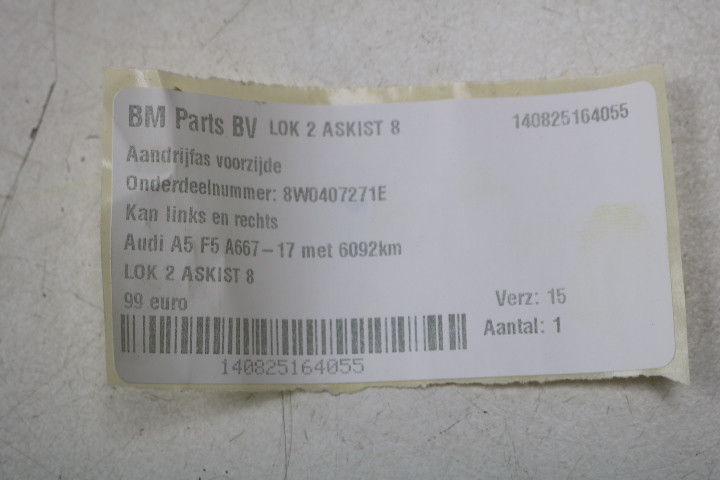 BM Parts BV LOK 2 ASKIST 8 140825164055
Aandrijfas voorzijde
Onderdeelnummer: 8W0407271E
Kan links en rechts
Audi A5 F5 A667-17 met 6092km
LOK 2 ASKIST 8
99 euro Verz: 15
Aantal: 1
140825164055